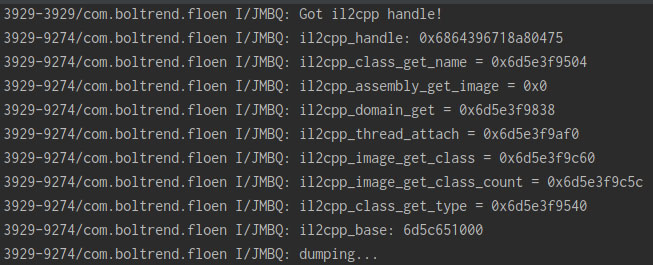 3929-3929/com.boltrend.floen I/JMBQ: Got il2cpp handle!
3929-9274/com.boltrend.floen I/JMBQ: il2cpp_handle: 0x6864396718a80475
3929-9274/com.boltrend.floen I/JMBQ: il2cpp_class_get_name = 0x6d5e3f9504
3929-9274/com.boltrend.floen I/JMBQ: il2cpp_assembly_get_image = 0x0
3929-9274/com.boltrend.floen I/JMBQ: il2cpp_domain_get = 0x6d5e3f9838
3929-9274/com.boltrend.floen I/JMBQ: il2cpp_thread_attach = 0x6d5e3f9af0
3929-9274/com.boltrend.floen I/JMBQ: il2cpp_image_get_class = 0x6d5e3f9c60
3929-9274/com.boltrend.floen I/JMBQ: il2cpp_image_get_class_count = 0x6d5e3f9c5c
3929-9274/com.boltrend.floen I/JMBQ: il2cpp_class_get_type = 0x6d5e3f9540
3929-9274/com.boltrend.floen I/JMBQ: il2cpp_base: 6d5c651000
3929-9274/com.boltrend.floen I/JMBQ: dumping...